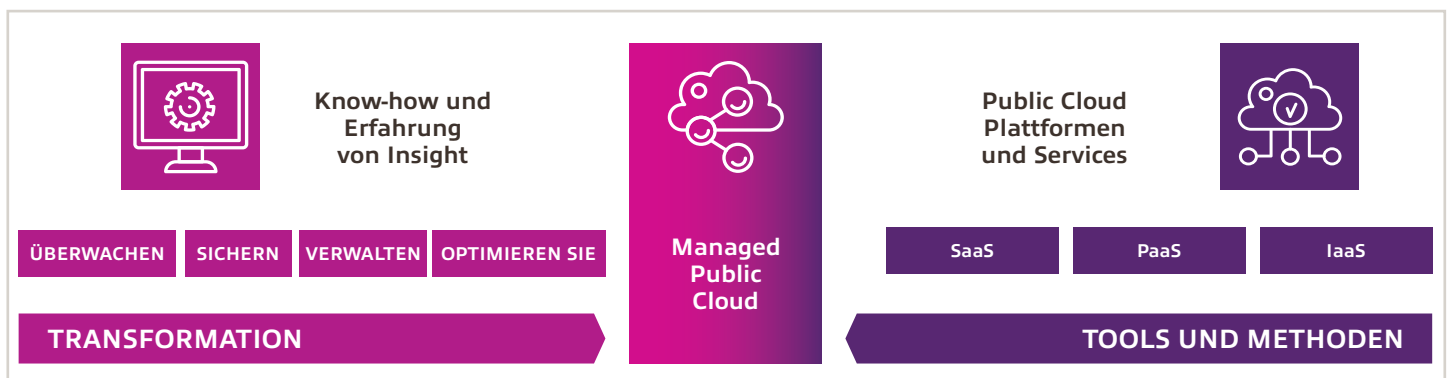 Know-how und
Erfahrung
von Insight
ÜBERWACHEN
SICHERN
VERWALTEN
OPTIMIEREN SIE
TRANSFORMATION
Managed
Public
Cloud
Public Cloud
Plattformen
und Services
SaaS
PaaS
IaaS
TOOLS UND METHODEN